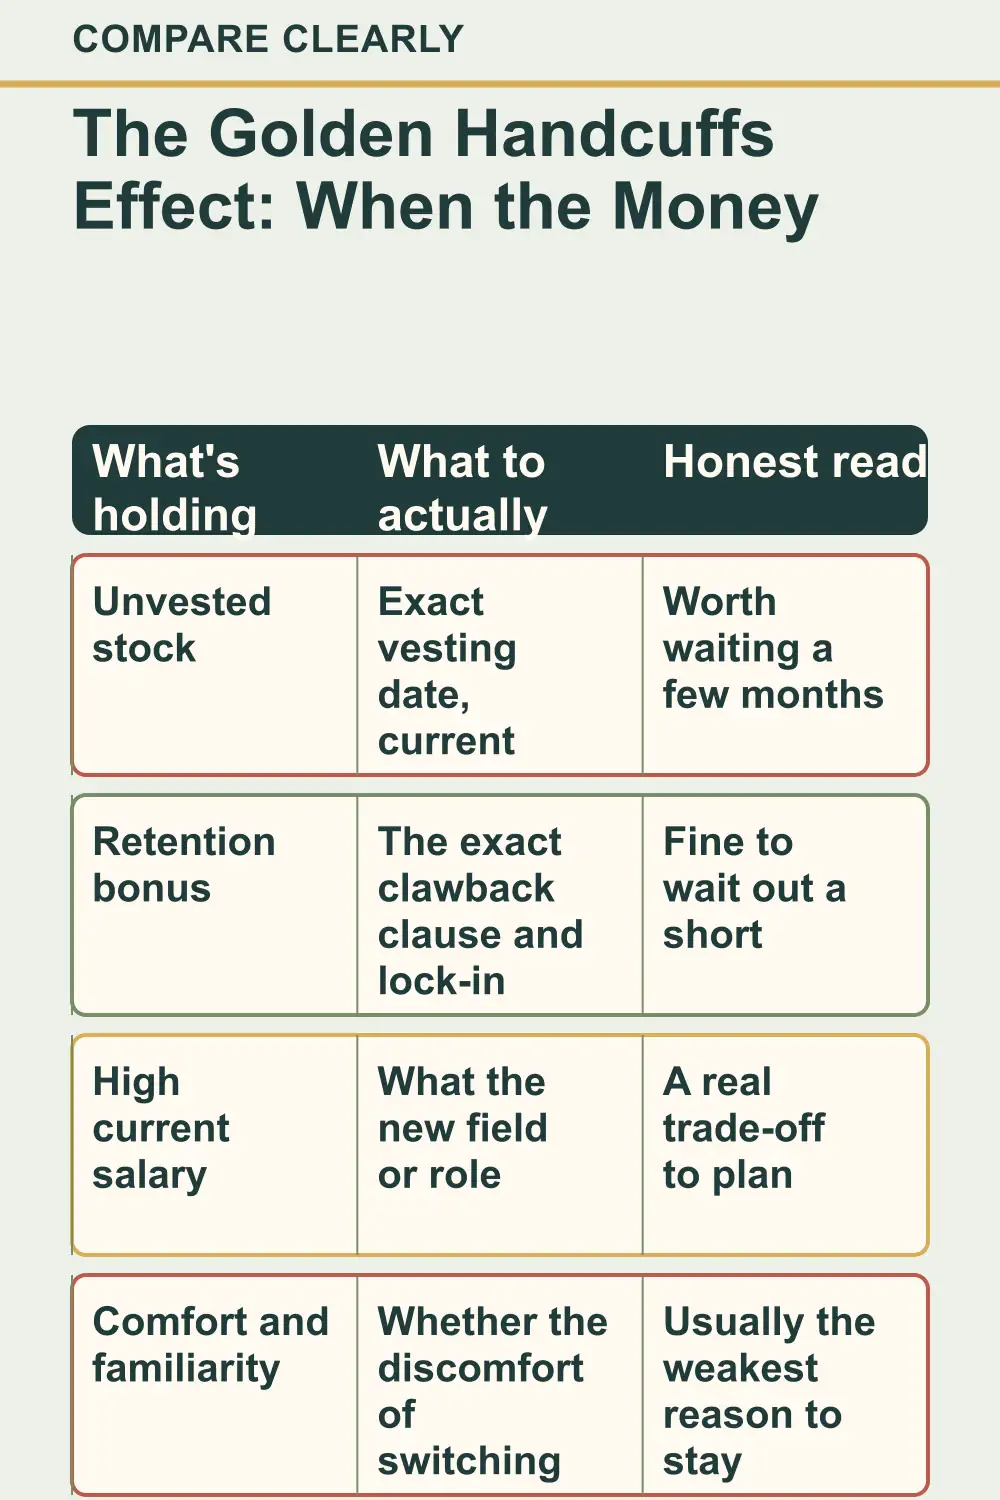 COMPARE CLEARLY
The Golden Handcuffs
Effect: When the Money
What's
holding
What to
actually
Honest read
Unvested
stock
Exact
vesting
date,
current
Worth
waiting a
few months
Retention
bonus
The exact
clawback
clause and
lock-in
Fine to
wait out a
short
High
current
salary
What the
new field
or role
A real
trade-off
to plan
Comfort and
familiarity
Whether the
discomfort
of
switching
Usually the
weakest
reason to
stay